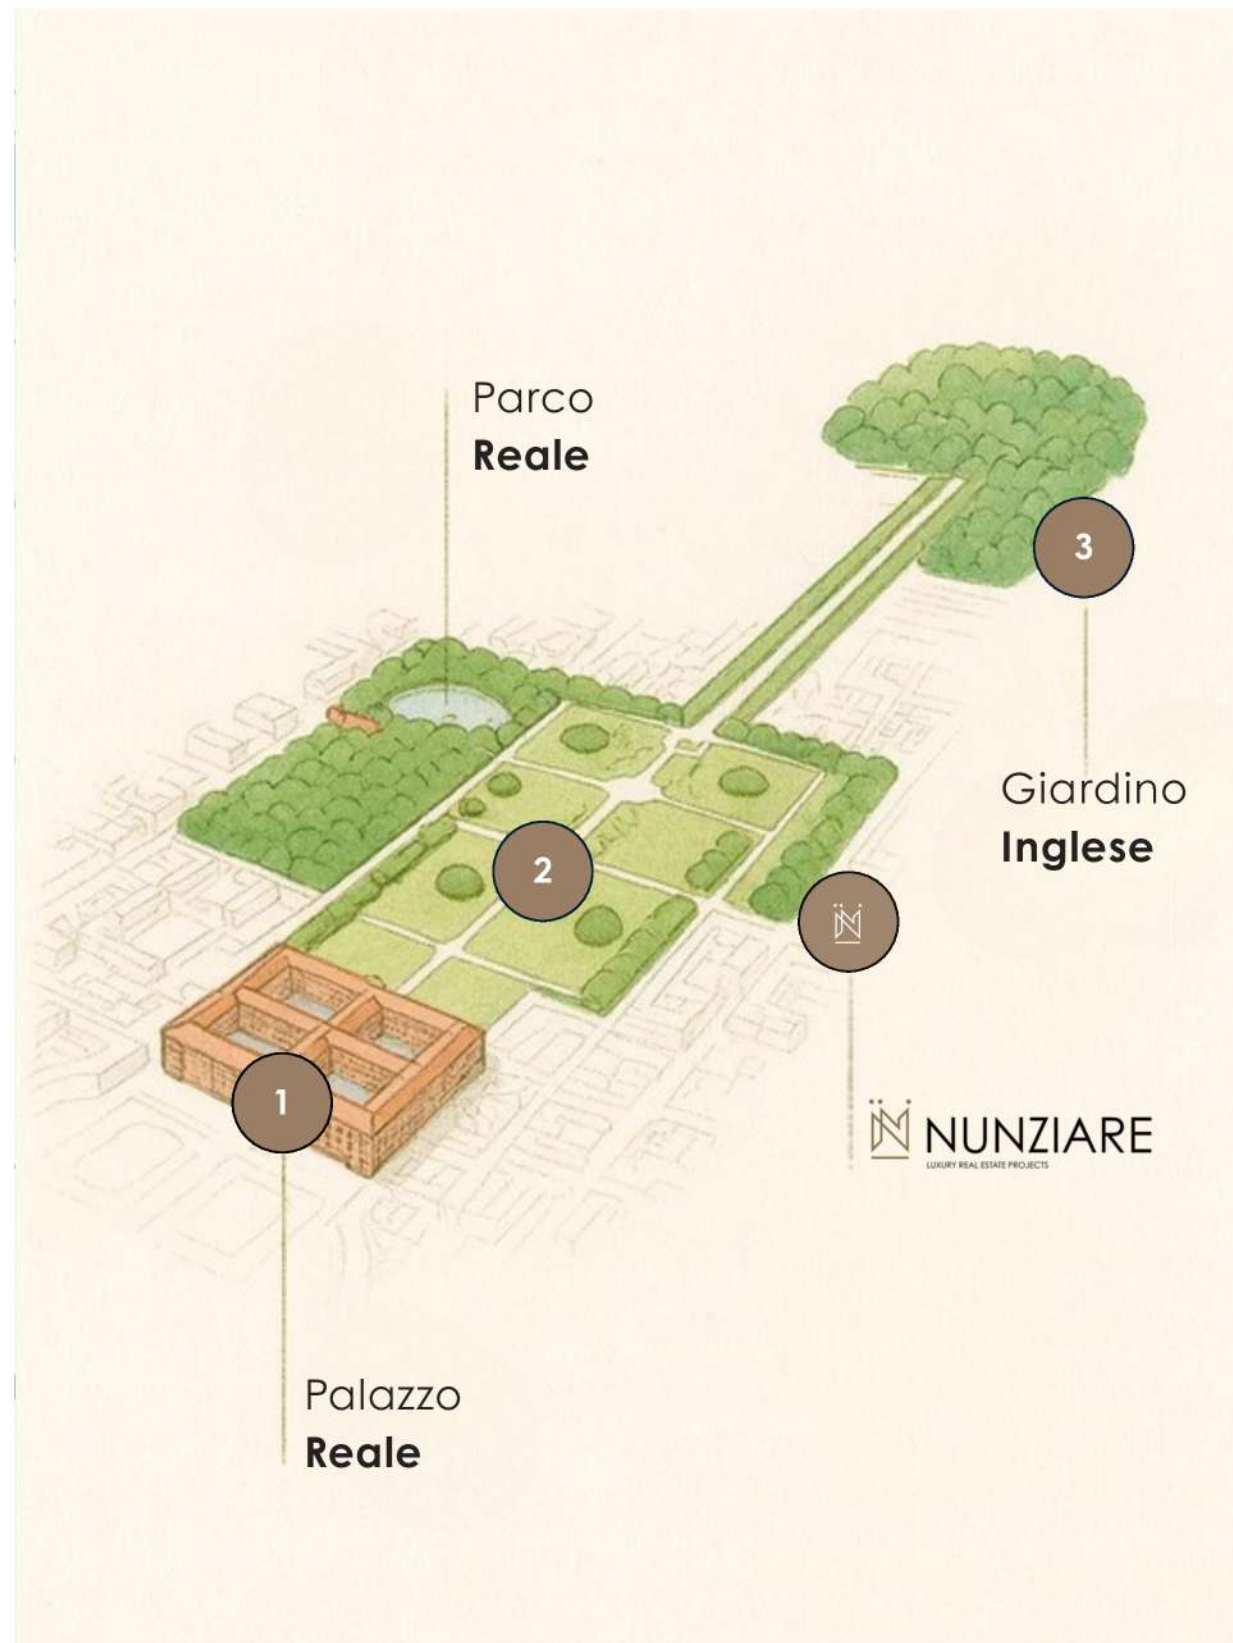 Parco
Reale
3
Giardino
Inglese
2
1
NUNZIARE
LUXURY REAL ESTATE PROJECTS
Palazzo
Reale